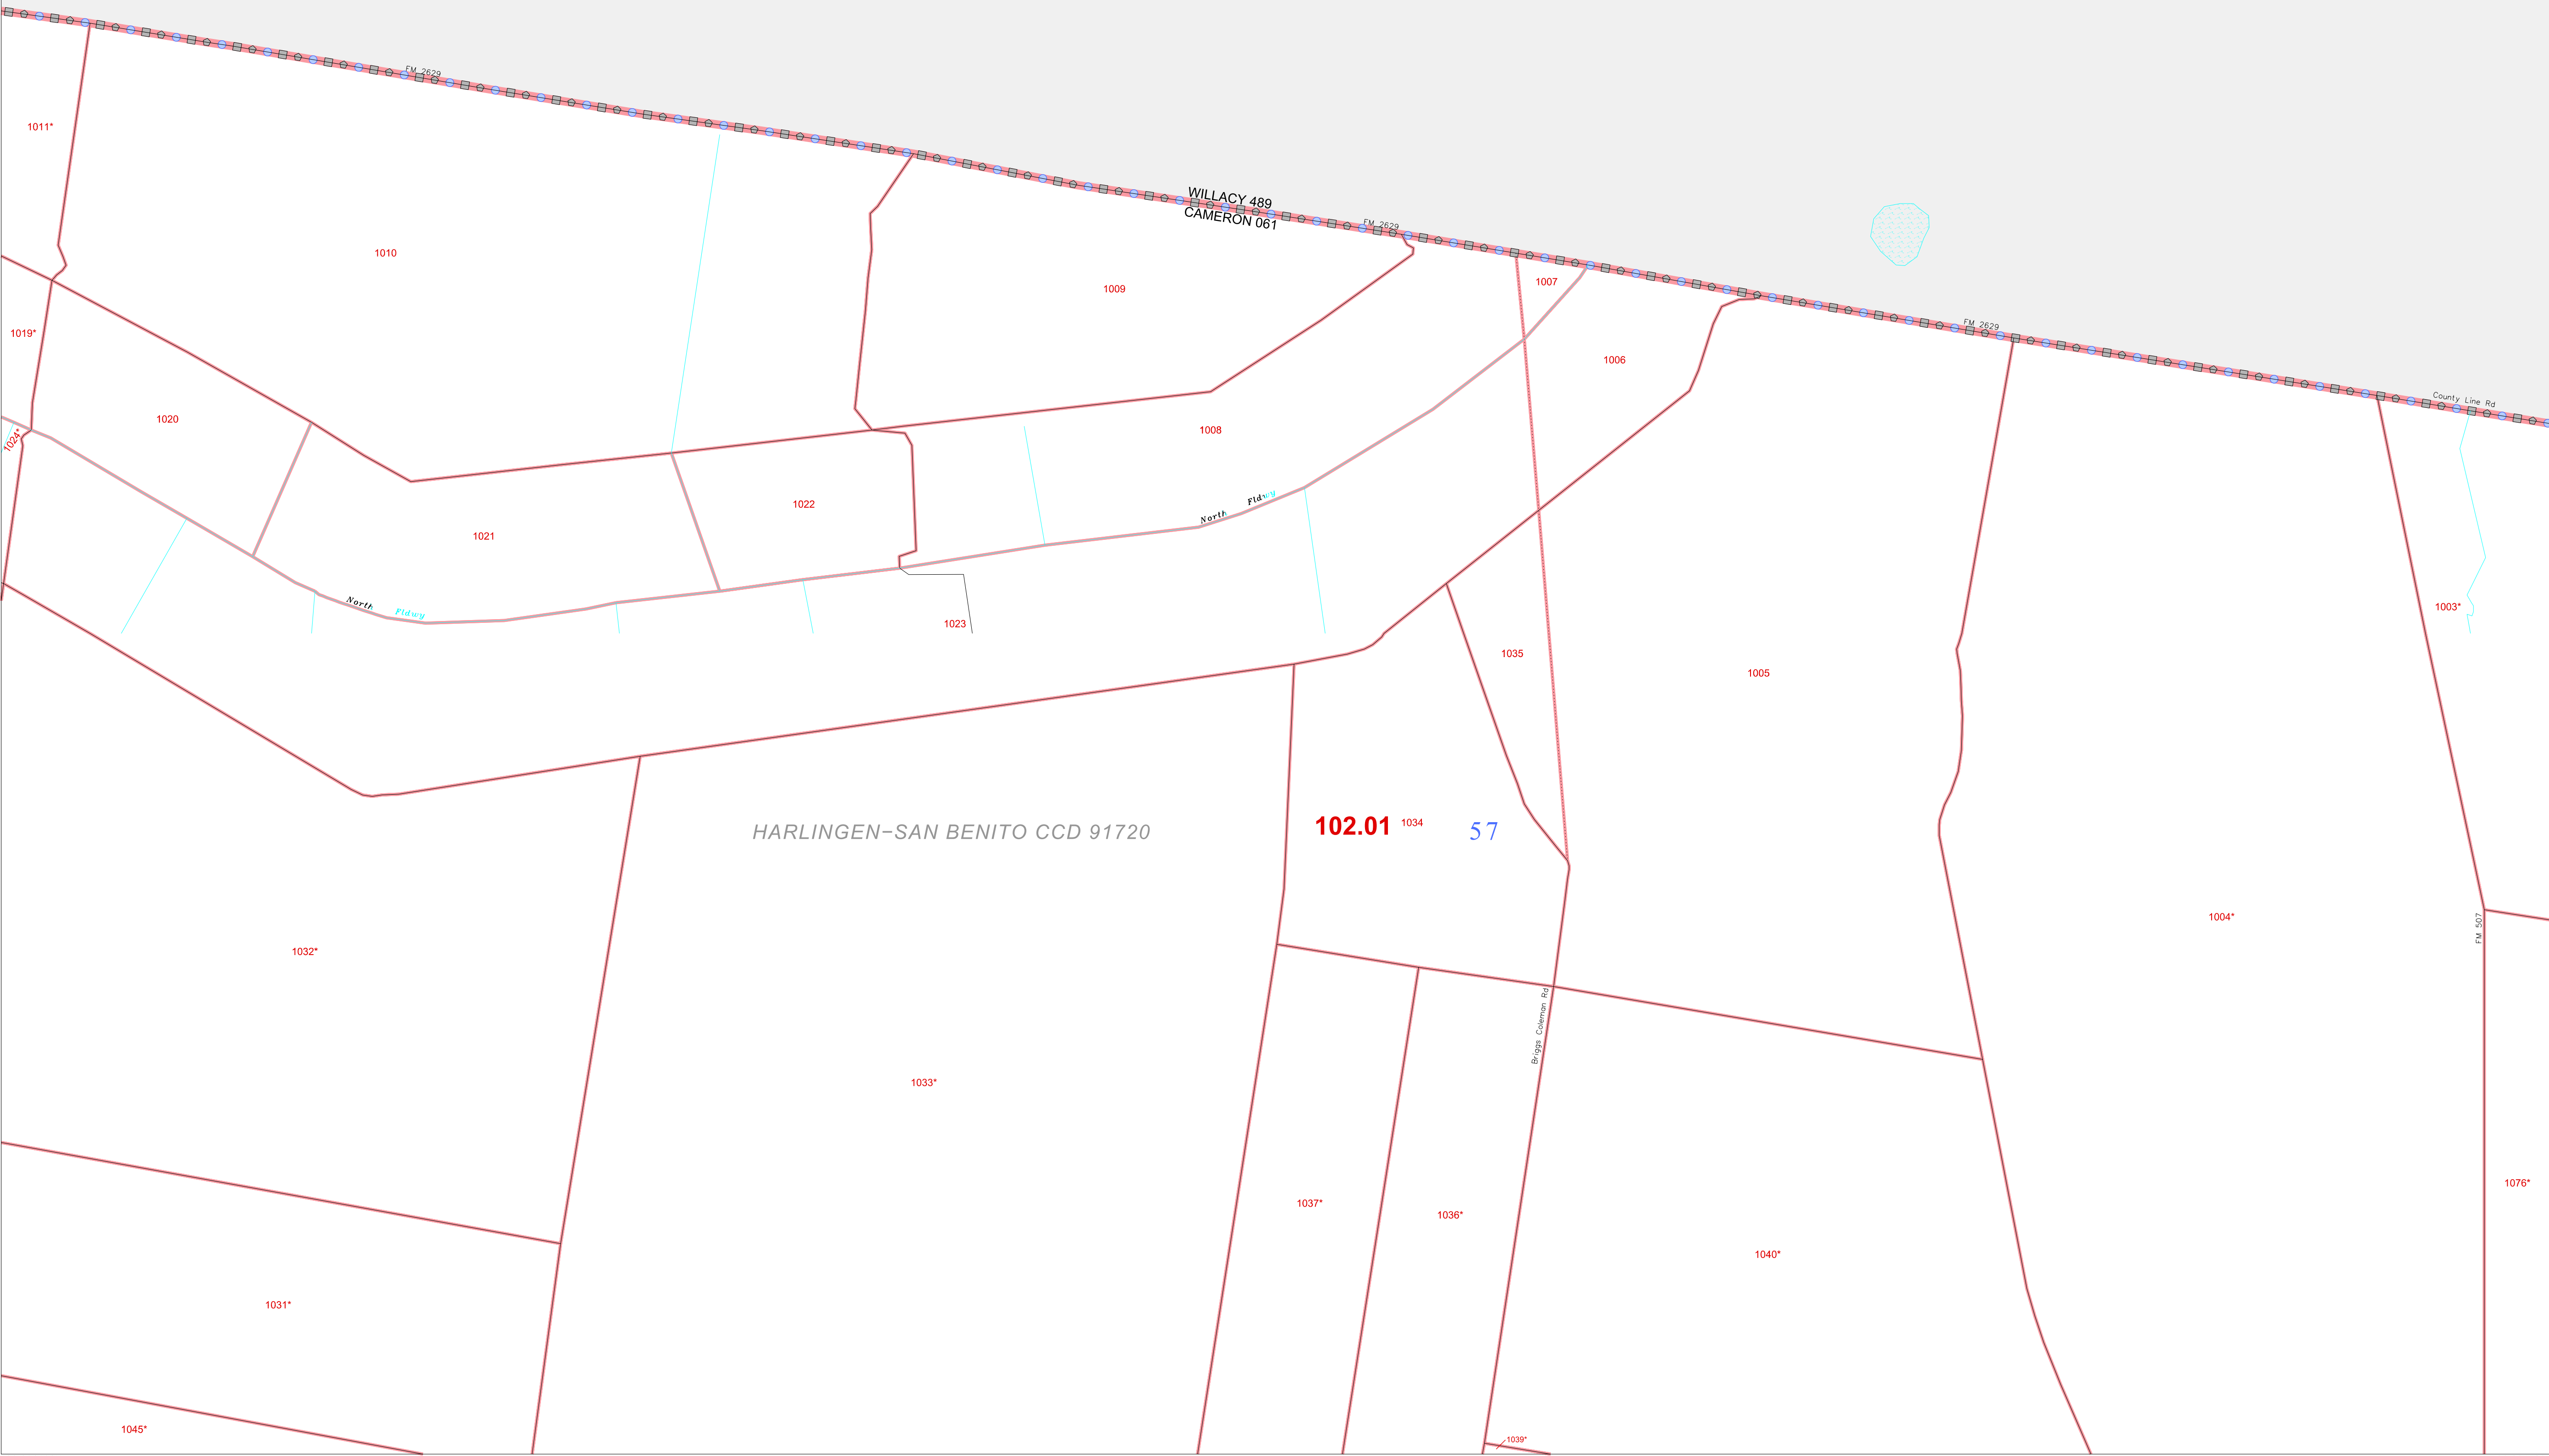 FM 2629
1011*
WILLACY 489
CAMERON 061
FM 2629
1010
1009
1007
FM 2629
1019*
1006
County Line Rd
1020
1024*
1008
1022
North Fldwy
1021
North Fldwy
1003*
1023
1035
1005
HARLINGEN-SAN BENITO CCD 91720
102.01
1034
57
1004*
FM 507
1032*
Briggs Coleman Rd
1033*
1076*
1037*
1036*
1040*
1031*
1045*
1039*